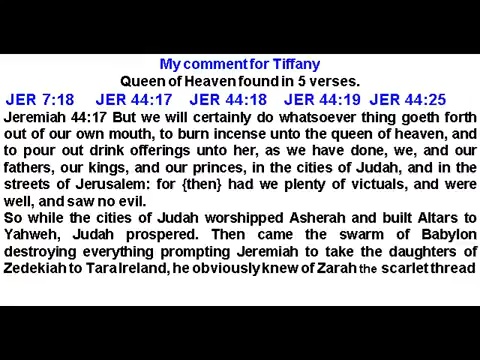 My comment for Tiffany
Queen of Heaven found in 5 verses.
JER 7:18 JER 44:17 JER 44:18 JER 44:19 JER 44:25
Jeremiah 44:17 But we will certainly do whatsoever thing goeth forth
out of our own mouth, to burn incense unto the queen of heaven, and
to pour out drink offerings unto her, as we have done, we, and our
fathers, our kings, and our princes, in the cities of Judah, and in the
streets of Jerusalem: for {then} had we plenty of victuals, and were
well, and saw no evil.
So while the cities of Judah worshipped Asherah and built Altars to
Yahweh, Judah prospered. Then came the swarm of Babylon
destroying everything prompting Jeremiah to take the daughters of
Zedekiah to Tara Ireland, he obviously knew of Zarah the scarlet thread